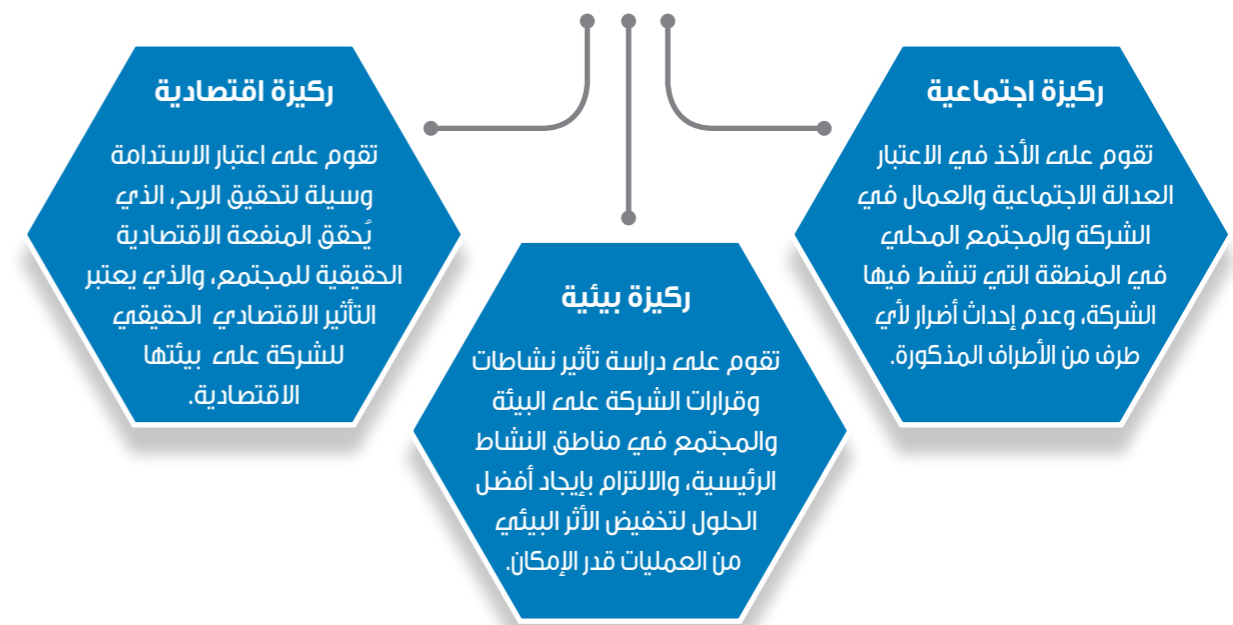 ركيزة اجتماعية
تقوم على الأخذ في الاعتبار
العدالة الاجتماعية والعمال في
الشركة والمجتمع المحلي
في المنطقة التي تنشط فيها
الشركة، وعدم إحداث أضرار لأي
طرف من الأطراف المذكورة.
ركيزة بيئية
تقوم على دراسة تأثير نشاطات
وقرارات الشركة على البيئة
والمجتمع في مناطق النشاط
الرئيسية، والالتزام بإيجاد أفضل
الحلول لتخفيض الأثر البيئي
من العمليات قدر الإمكان.
ركيزة اقتصادية
تقوم على اعتبار الاستدامة
وسيلة لتحقيق الربح، الذي
يُحقق المنفعة الاقتصادية
الحقيقية للمجتمع، والذي يعتبر
التأثير الاقتصادي الحقيقي
للشركة على بيئتها
الاقتصادية.